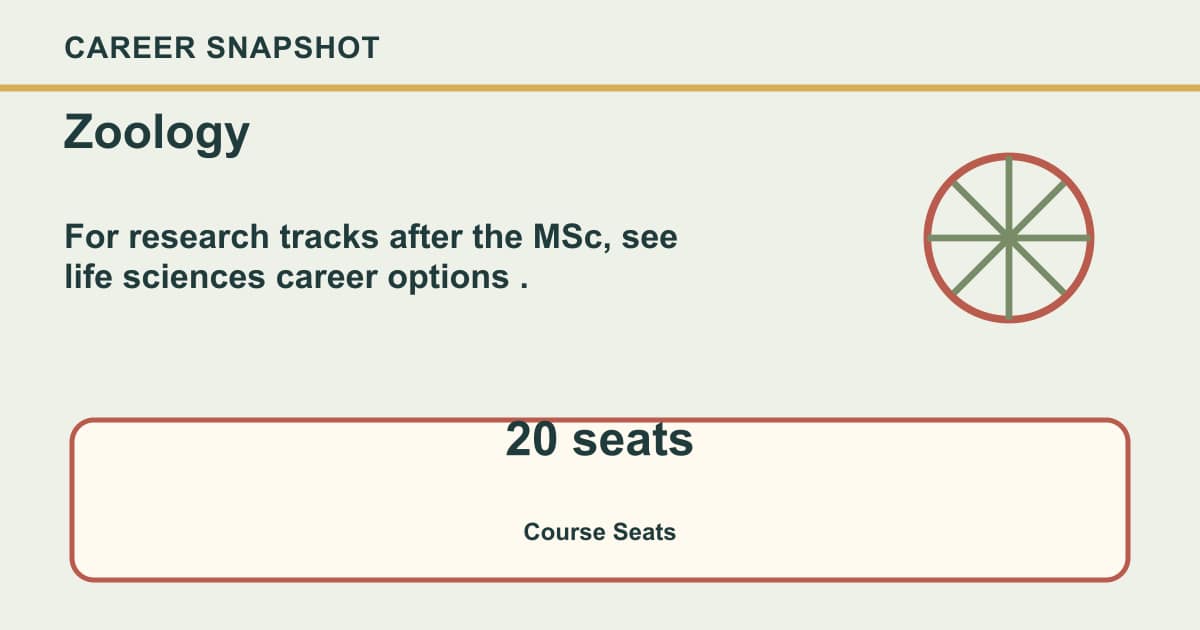 CAREER SNAPSHOT
Zoology
For research tracks after the MSc, see
life sciences career options .
20 seats
Course Seats